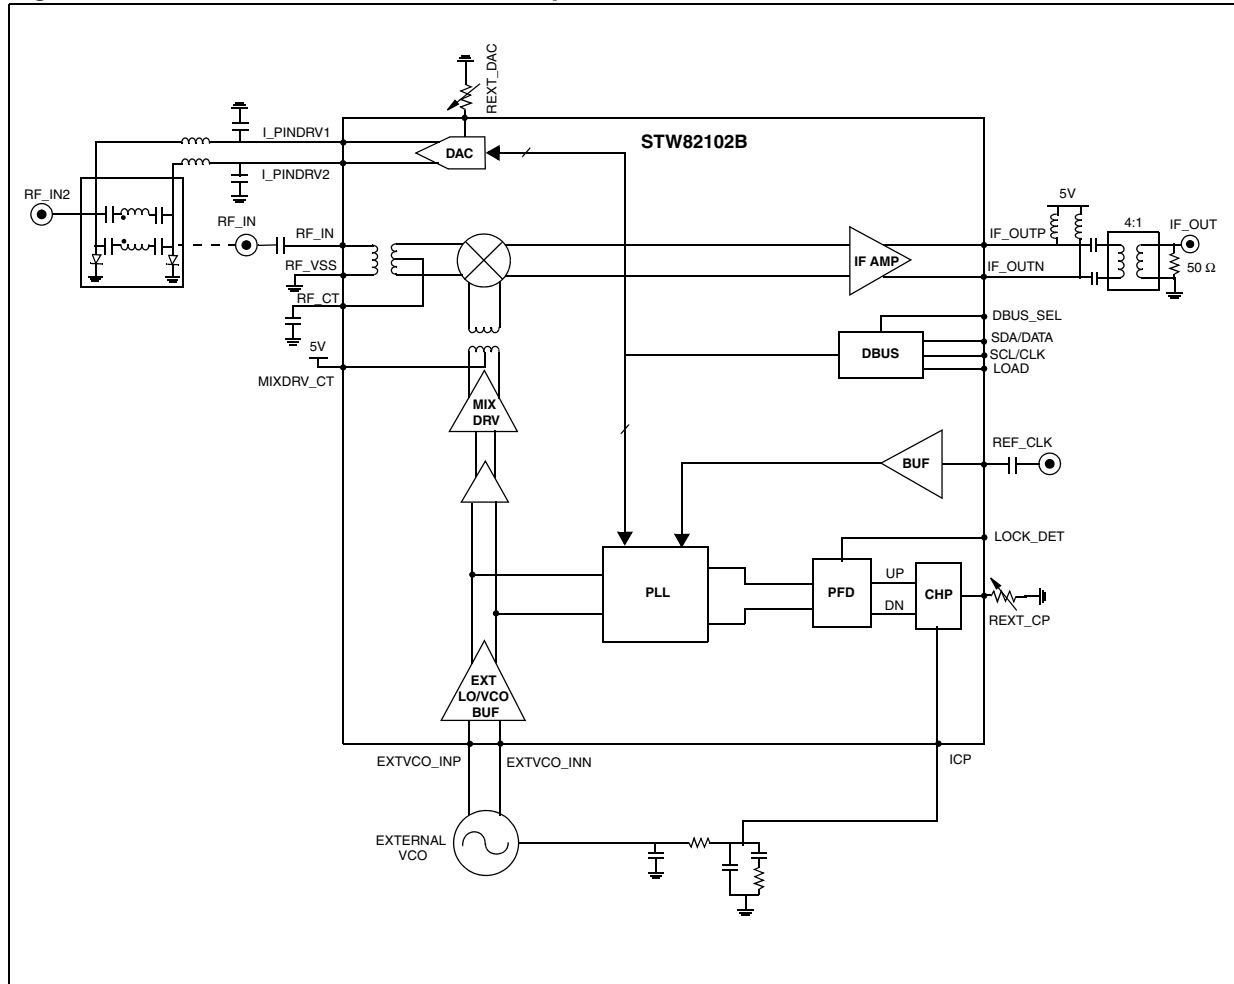 REXT_DAC
I_PINDRV1
STW82102B
DAC
I_PINDRV2
RF_IN2
5V
4:1
RF_IN
RF_IN
IF_OUTP
IF_OUT
IF AMP
50 Ω
RF_VSS
IF_OUTN
RF_CT
DBUS_SEL
5V
SDA/DATA
DBUS
SCL/CLK
LOAD
MIXDRV_CT
MIX
DRV
REF_CLK
BUF
LOCK_DET
PLL
PFD
UP
DN
CHP
REXT_CP
EXT
LO/VCO
BUF
EXTVCO_INP
EXTVCO_INN
ICP
EXTERNAL
VCO